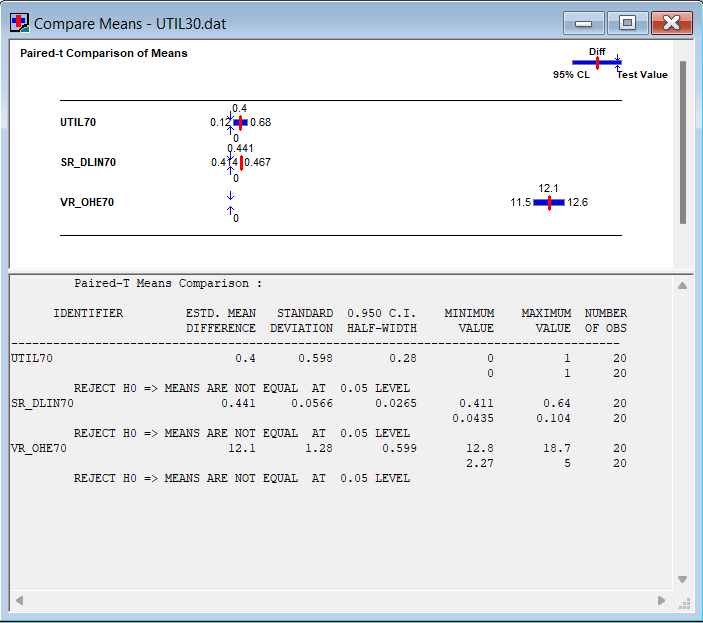 Compare Means - UTIL30.dat
Paired-t Comparison of Means
Diff
95% CL Test Value
0.4
UTIL70 0.12 0.68
0
0.441
SR_DLIN70 0.414 0.467
0
12.1
VR_OHE70 11.5 12.6
0
Paired-T Means Comparison :
IDENTIFIER ESTD. MEAN STANDARD 0.950 C.I. MINIMUM MAXIMUM NUMBER
DIFFERENCE DEVIATION HALF-WIDTH VALUE VALUE OF OBS
UTIL70 0.4 0.598 0.28 0 1 20
0 1 20
REJECT H0 => MEANS ARE NOT EQUAL AT 0.05 LEVEL
SR_DLIN70 0.441 0.0566 0.0265 0.411 0.64 20
0.0435 0.104 20
REJECT H0 => MEANS ARE NOT EQUAL AT 0.05 LEVEL
VR_OHE70 12.1 1.28 0.599 12.8 18.7 20
2.27 5 20
REJECT H0 => MEANS ARE NOT EQUAL AT 0.05 LEVEL